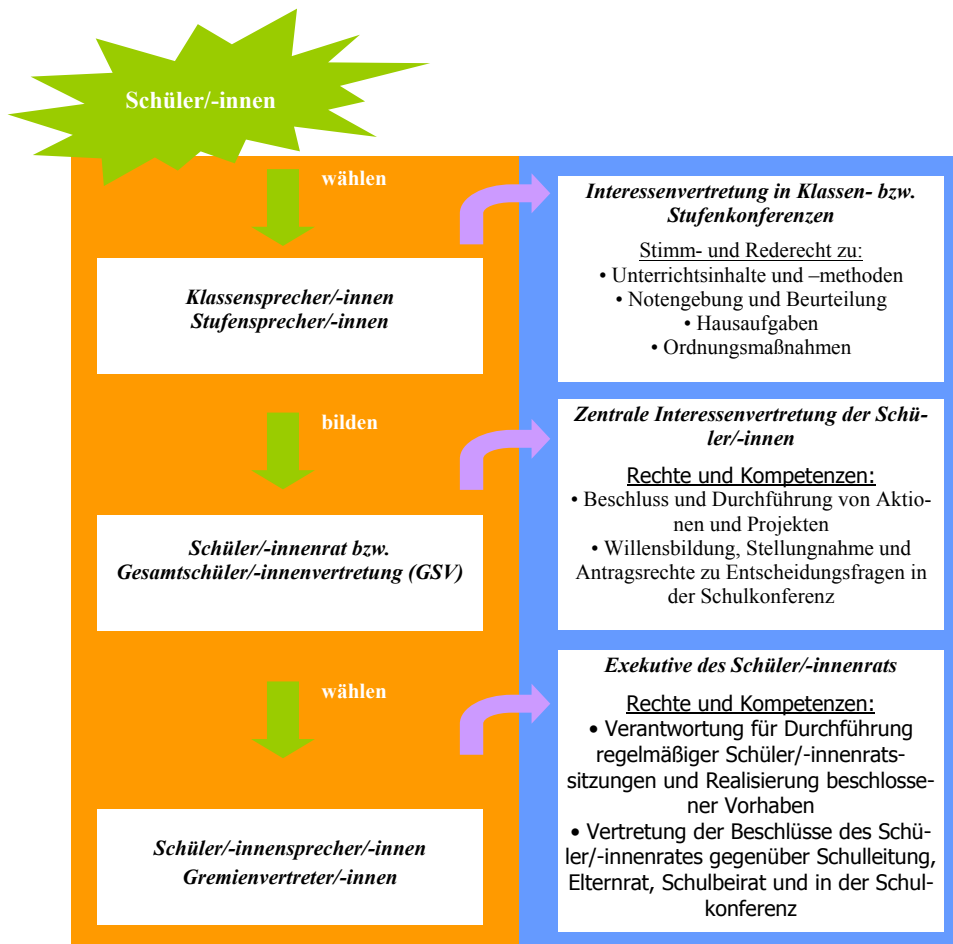 Schüler/-innen
wählen
Klassensprecher/-innen
Stufensprecher/-innen
Interessenvertretung in Klassen- bzw.
Stufenkonferenzen
Stimm- und Rederecht zu:
• Unterrichtsinhalte und –methoden
• Notengebung und Beurteilung
• Hausaufgaben
• Ordnungsmaßnahmen
bilden
Schüler/-innenrat bzw.
Gesamtschüler/-innenvertretung (GSV)
Zentrale Interessenvertretung der Schü-
ler/-innen
Rechte und Kompetenzen:
• Beschluss und Durchführung von Aktio-
nen und Projekten
• Willensbildung, Stellungnahme und
Antragsrechte zu Entscheidungsfragen in
der Schulkonferenz
wählen
Schüler/-innensprecher/-innen
Gremienvertreter/-innen
Exekutive des Schüler/-innenrats
Rechte und Kompetenzen:
• Verantwortung für Durchführung
regelmäßiger Schüler/-innenrats-
sitzungen und Realisierung beschlosse-
ner Vorhaben
• Vertretung der Beschlüsse des Schü-
ler/-innenrates gegenüber Schulleitung,
Elternrat, Schulbeirat und in der Schul-
konferenz